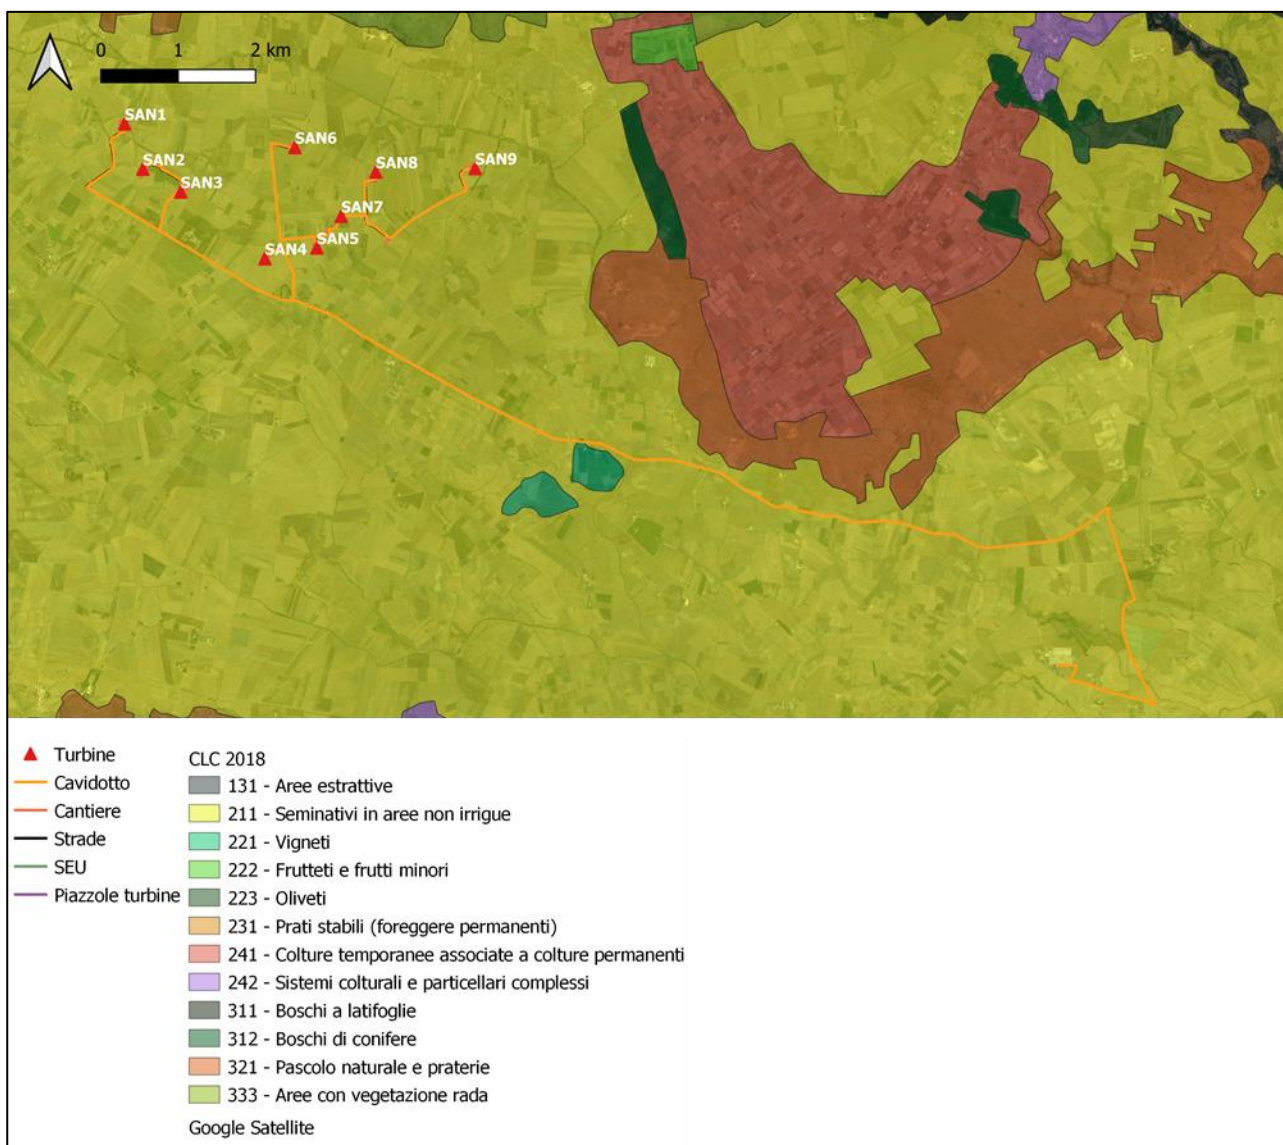 0 1 2 km
SAN1
SAN6
SAN2
SAN8
SAN9
SAN3
SAN7
SAN5
SAN4
Turbine
Cavidotto
Cantiere
Strade
SEU
Piazzole turbine
CLC 2018
131 - Aree estrattive
211 - Seminativi in aree non irrigue
221 - Vigneti
222 - Frutteti e frutti minori
223 - Oliveti
231 - Prati stabili (foreggere permanenti)
241 - Colture temporanee associate a colture permanenti
242 - Sistemi colturali e particellari complessi
311 - Boschi a latifoglie
312 - Boschi di conifere
321 - Pascolo naturale e praterie
333 - Aree con vegetazione rada
Google Satellite